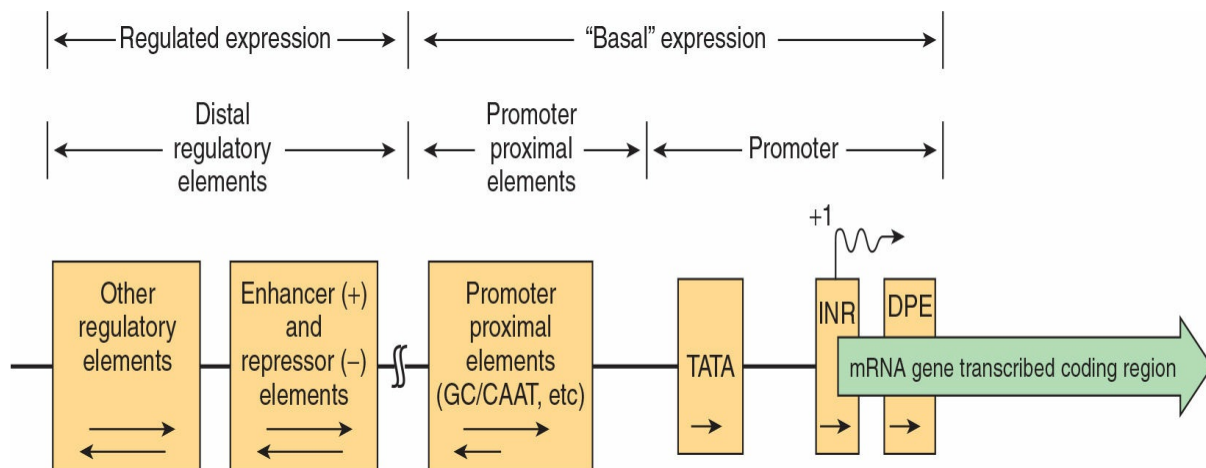 Regulated expression
“Basal” expression
Distal
regulatory
elements
Promoter
proximal
elements
Promoter
+1
Other
regulatory
elements
Enhancer (+)
and
repressor (–)
elements
Promoter
proximal
elements
(GC/CAAT, etc)
TATA
INR
DPE
mRNA gene transcribed coding region